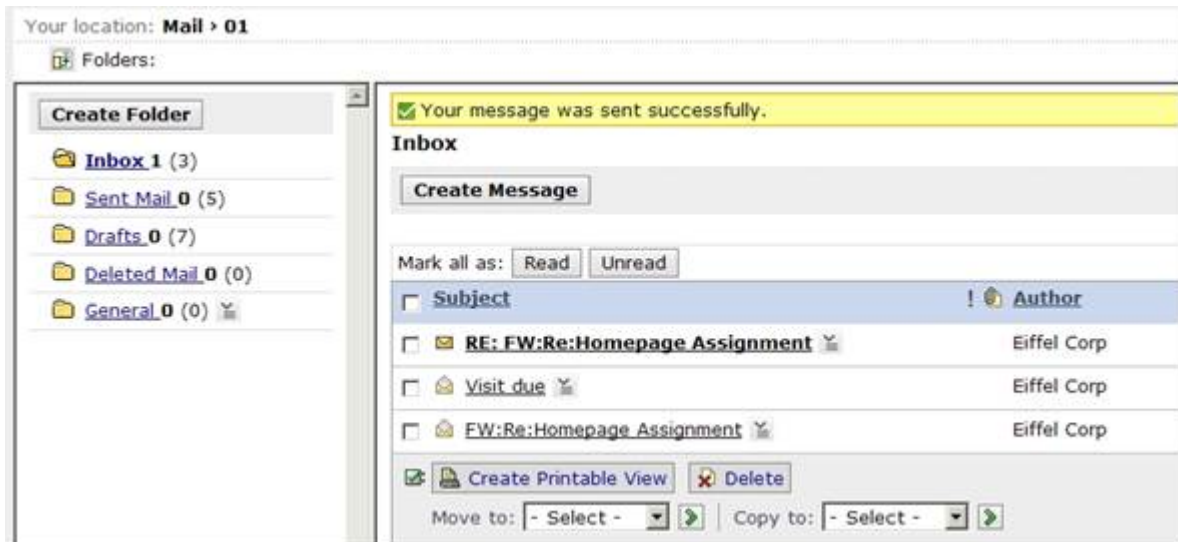 Your location: Mail › 01
Folders:
Create Folder
Inbox 1 (3)
Sent Mail 0 (5)
Drafts 0 (7)
Deleted Mail 0 (0)
General 0 (0)
Your message was sent successfully.
Inbox
Create Message
Mark all as: Read Unread
Subject ! Author
RE: FW:Re:Homepage Assignment Eiffel Corp
Visit due Eiffel Corp
FW:Re:Homepage Assignment Eiffel Corp
Create Printable View Delete
Move to: - Select - Copy to: - Select -